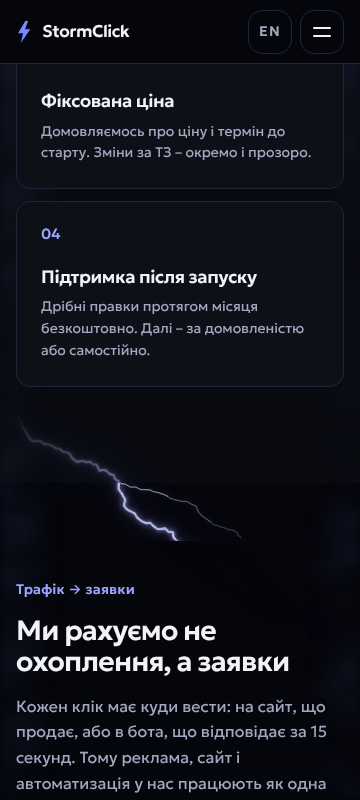 StormClick
EN
Фіксована ціна
Домовляємось про ціну і термін до
старту. Зміни за ТЗ – окремо і прозоро.
04
Підтримка після запуску
Дрібні правки протягом місяця
безкоштовно. Далі – за домовленістю
або самостійно.
Трафік → заявки
Ми рахуємо не
охоплення, а заявки
Кожен клік має куди вести: на сайт, що
продає, або в бота, що відповідає за 15
секунд. Тому реклама, сайт і
автоматизація у нас працюють як одна